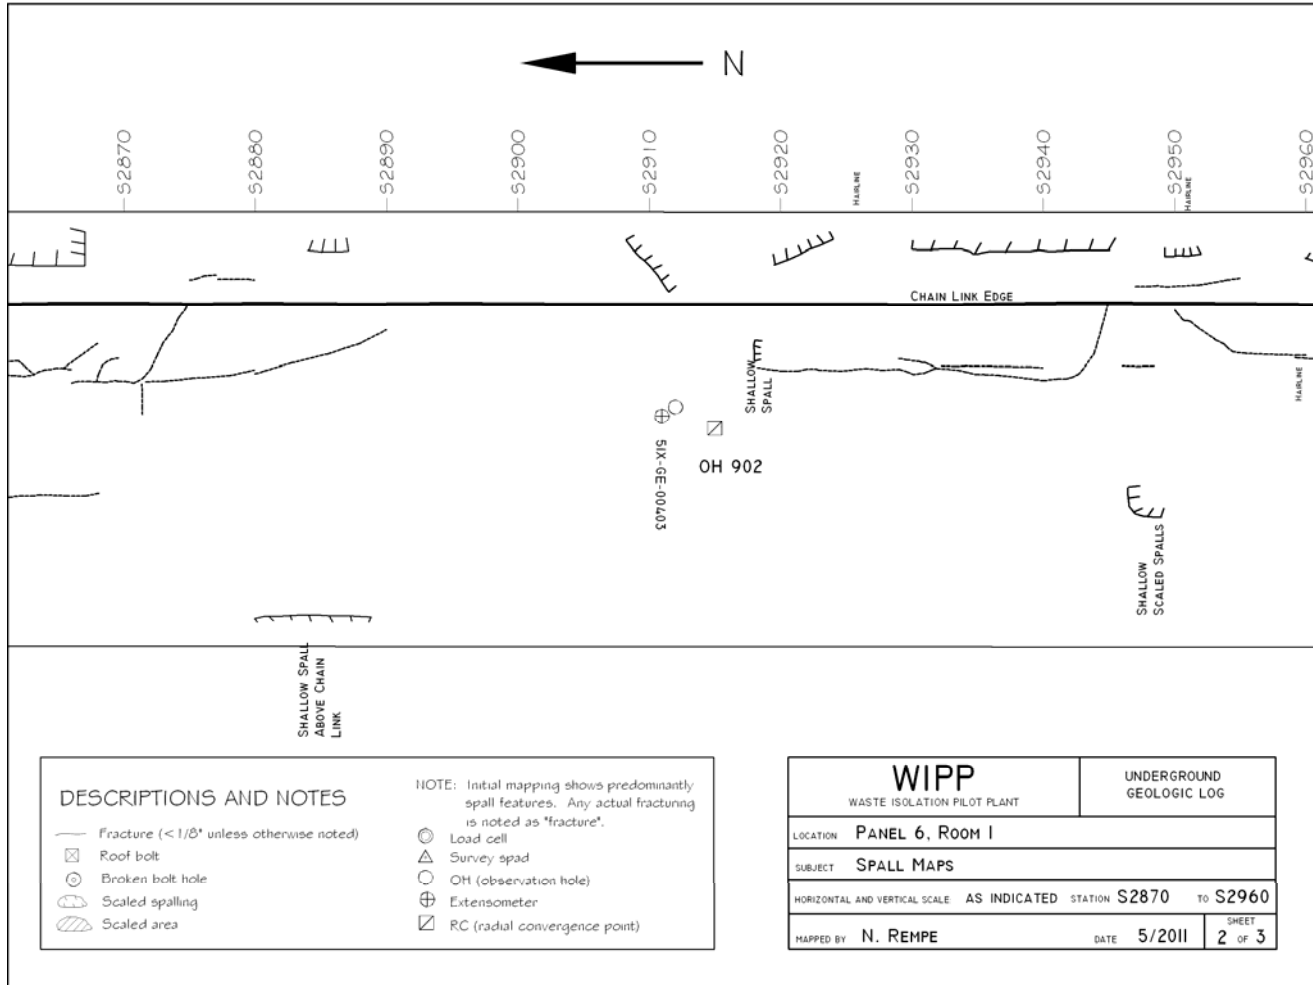 N
S2870
S2880
S2890
S2900
S2910
S2920
S2930
S2940
S2950
S2960
HAIRLINE
HAIRLINE
CHAIN LINK EDGE
SHALLOW
SPALL
HAIRLINE
51X-GE-00403
OH 902
SHALLOW
SCALED SPALLS
SHALLOW SPALL
ABOVE CHAIN
LINK
DESCRIPTIONS AND NOTES
Fracture (<1/8" unless otherwise noted)
Roof bolt
Broken bolt hole
Scaled spalling
Scaled area
NOTE: Initial mapping shows predominantly
spall features. Any actual fracturing
is noted as "fracture".
Load cell
Survey spad
OH (observation hole)
Extensometer
RC (radial convergence point)
WIPP
WASTE ISOLATION PILOT PLANT
UNDERGROUND
GEOLOGIC LOG
LOCATION PANEL 6, ROOM 1
SUBJECT SPALL MAPS
HORIZONTAL AND VERTICAL SCALE AS INDICATED STATION S2870 TO S2960
MAPPED BY N. REMPE DATE 5/2011
SHEET
2 OF 3